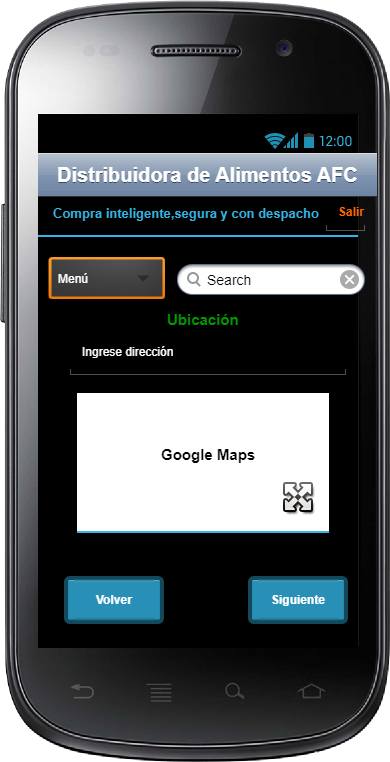 12:00
Distribuidora de Alimentos AFC
Compra inteligente,segura y con despacho
Salir
Menú
Search
Ubicación
Ingrese dirección
Google Maps
Volver
Siguiente